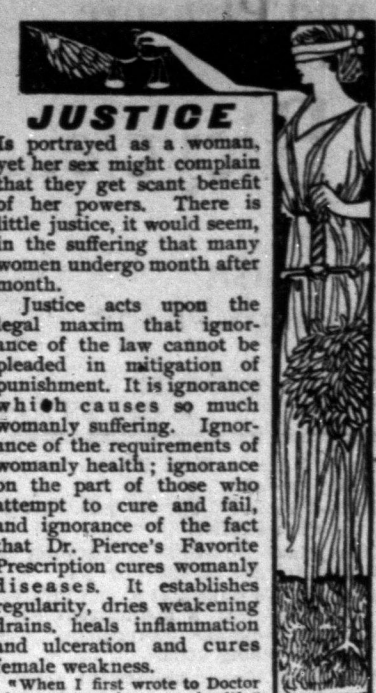 JUSTICE
Is portrayed as a woman,
yet her sex might complain
that they get scant benefit
of her powers. There is
little justice, it would seem,
in the suffering that many
women undergo month after
month.
Justice acts upon the
legal maxim that ignor-
ance of the law cannot be
pleaded in mitigation of
punishment. It is ignorance
which causes so much
womanly suffering. Ignor-
ance of the requirements of
womanly health; ignorance
on the part of those who
attempt to cure and fail,
and ignorance of the fact
that Dr. Pierce's Favorite
Prescription cures womanly
diseases. It establishes
regularity, dries weakening
drains, heals inflammation
and ulceration and cures
female weakness.
"When I first wrote to Doctor